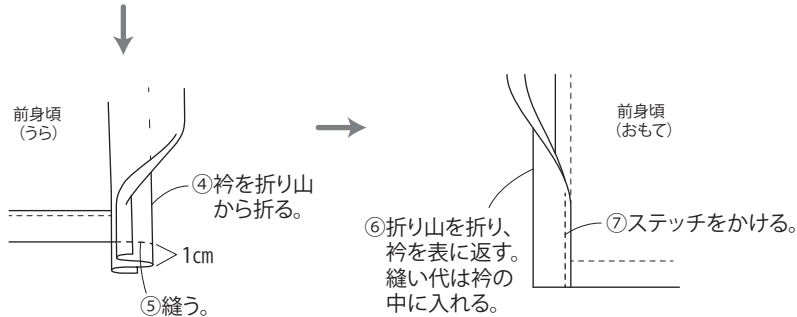 前身頃
（うら）
④衿を折り山
から折る。
1㎝
⑤縫う。
前身頃
（おもて）
⑥折り山を折り、
衿を表に返す。
縫い代は衿の
中に入れる。
⑦ステッチをかける。